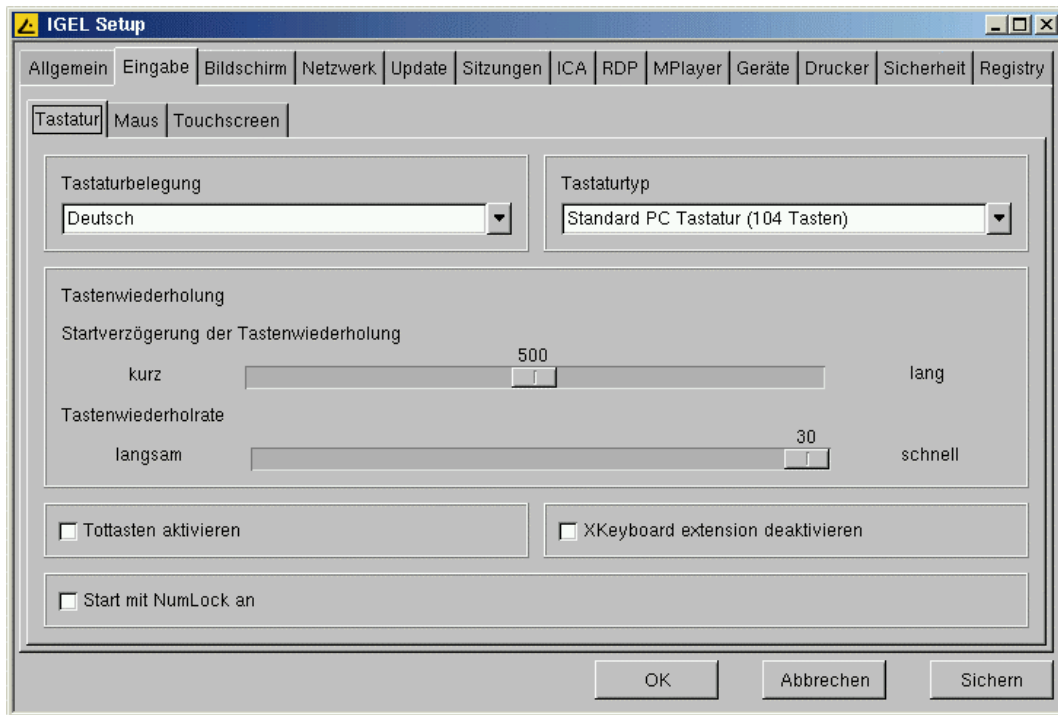 IGEL Setup
Allgemein Eingabe Bildschirm Netzwerk Update Sitzungen ICA RDP MPlayer Geräte Drucker Sicherheit Registry
Tastatur Maus Touchscreen
Tastaturbelegung Tastaturtyp
Deutsch Standard PC Tastatur (104 Tasten)
Tastenwiederholung
Startverzögerung der Tastenwiederholung
500
kurz lang
Tastenwiederholrate
30
langsam schnell
Tottasten aktivieren XKeyboard extension deaktivieren
Start mit NumLock an
OK Abbrechen Sichern